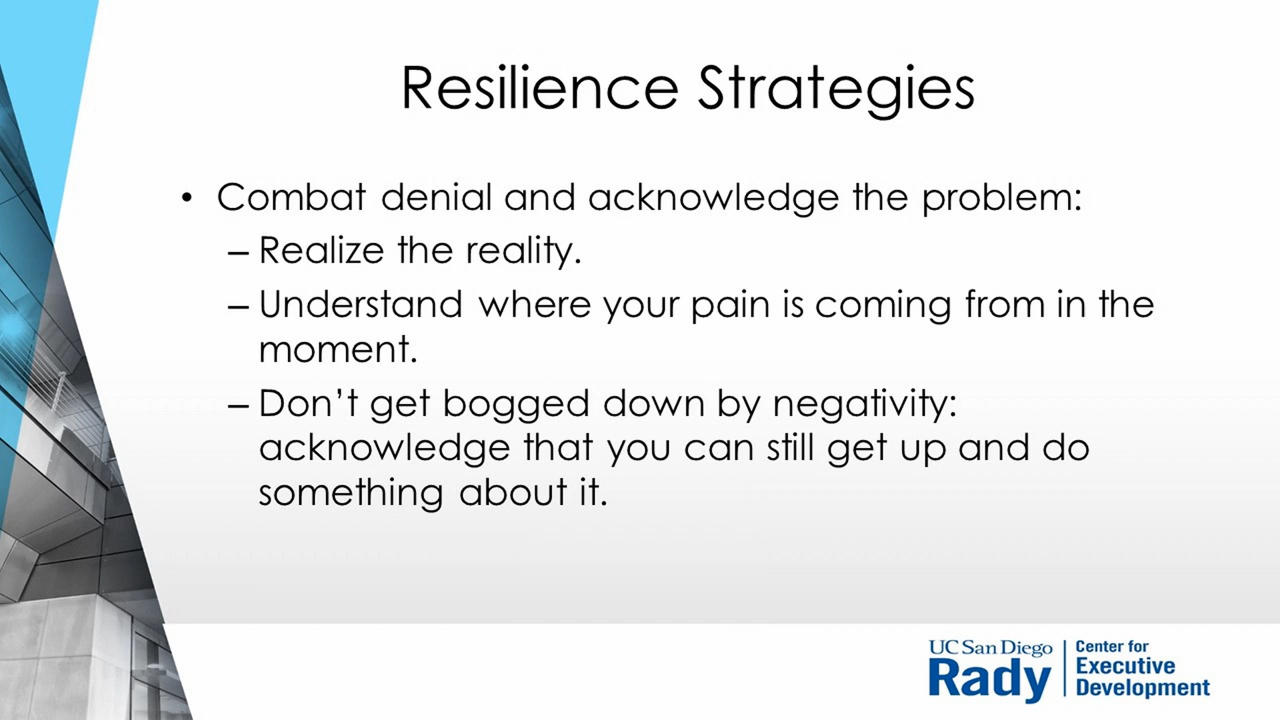 Resilience Strategies
• Combat denial and acknowledge the problem:
– Realize the reality.
– Understand where your pain is coming from in the
moment.
– Don’t get bogged down by negativity:
acknowledge that you can still get up and do
something about it.
UC San Diego
Rady
Center for
Executive
Development